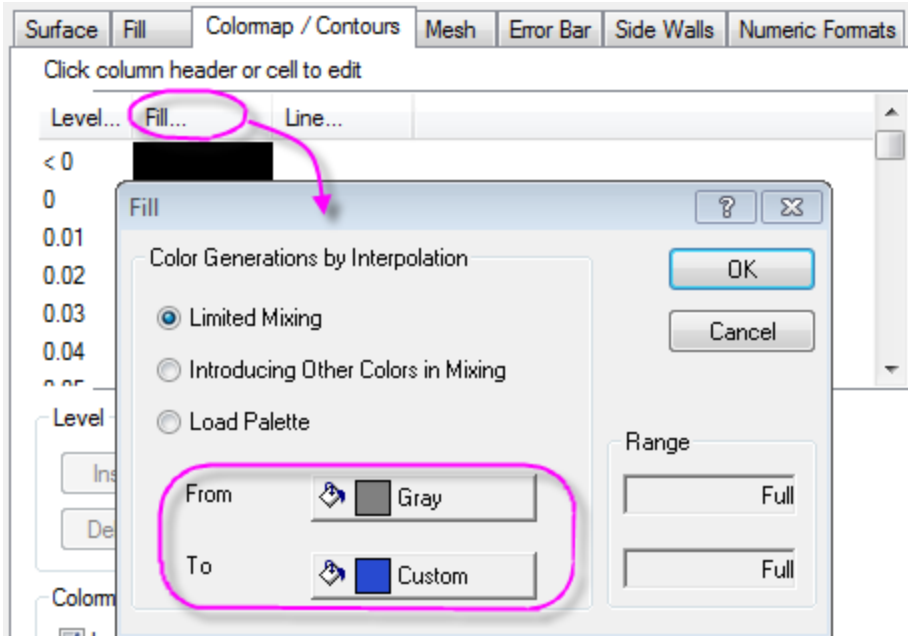 Surface Fill Colormap / Contours Mesh Error Bar Side Walls Numeric Formats
Click column header or cell to edit
Level... Fill... Line...
< 0
0
0.01
0.02
0.03
0.04
Fill
Color Generations by Interpolation
OK
Limited Mixing
Cancel
Introducing Other Colors in Mixing
Load Palette
Level
Range
From Gray
Full
To Custom
Full